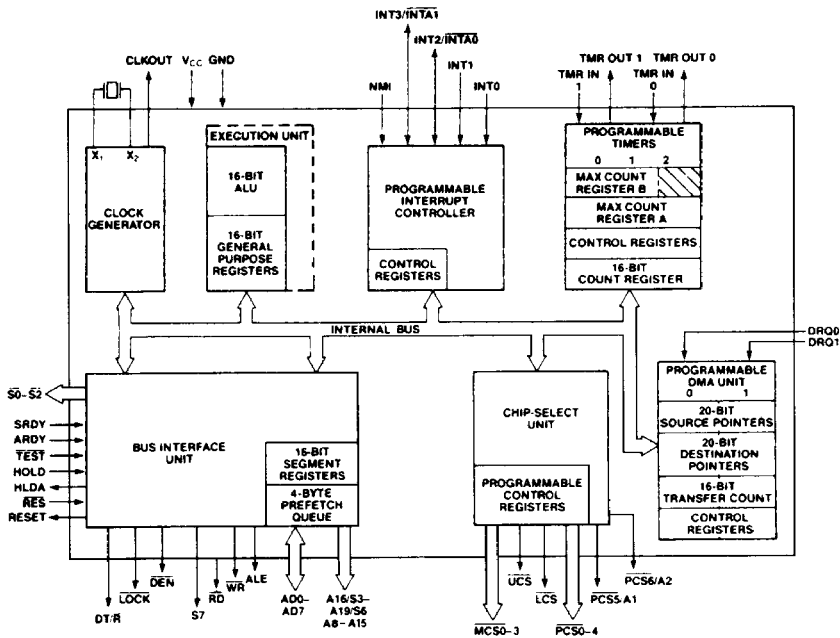 INT3/INTA1
INT2/INTA0
CLKOUT VCC GND
INT1
TMR OUT 1 TMR OUT 0
NMI
INT0
TMR IN 1
TMR IN 0
X1 X2
CLOCK GENERATOR
EXECUTION UNIT
16-BIT ALU
16-BIT GENERAL PURPOSE REGISTERS
PROGRAMMABLE INTERRUPT CONTROLLER
CONTROL REGISTERS
PROGRAMMABLE TIMERS
0 1 2
MAX COUNT REGISTER B
MAX COUNT REGISTER A
CONTROL REGISTERS
16-BIT COUNT REGISTER
INTERNAL BUS
DRQ0
DRQ1
S0-S2
SRDY
ARDY
TEST
HOLD
HLDA
RES
RESET
BUS INTERFACE UNIT
16-BIT SEGMENT REGISTERS
4-BYTE PREFETCH QUEUE
CHIP-SELECT UNIT
PROGRAMMABLE CONTROL REGISTERS
PROGRAMMABLE DMA UNIT
0 1
20-BIT SOURCE POINTERS
20-BIT DESTINATION POINTERS
16-BIT TRANSFER COUNT
CONTROL REGISTERS
DT/R
LOCK
DEN
S7
RD
WR
ALE
AD0-
AD7
A16/S3-
A19/S6
A8-A15
MCS0-3
UCS
LCS
PCS0-4
PCS5/A1
PCS6/A2